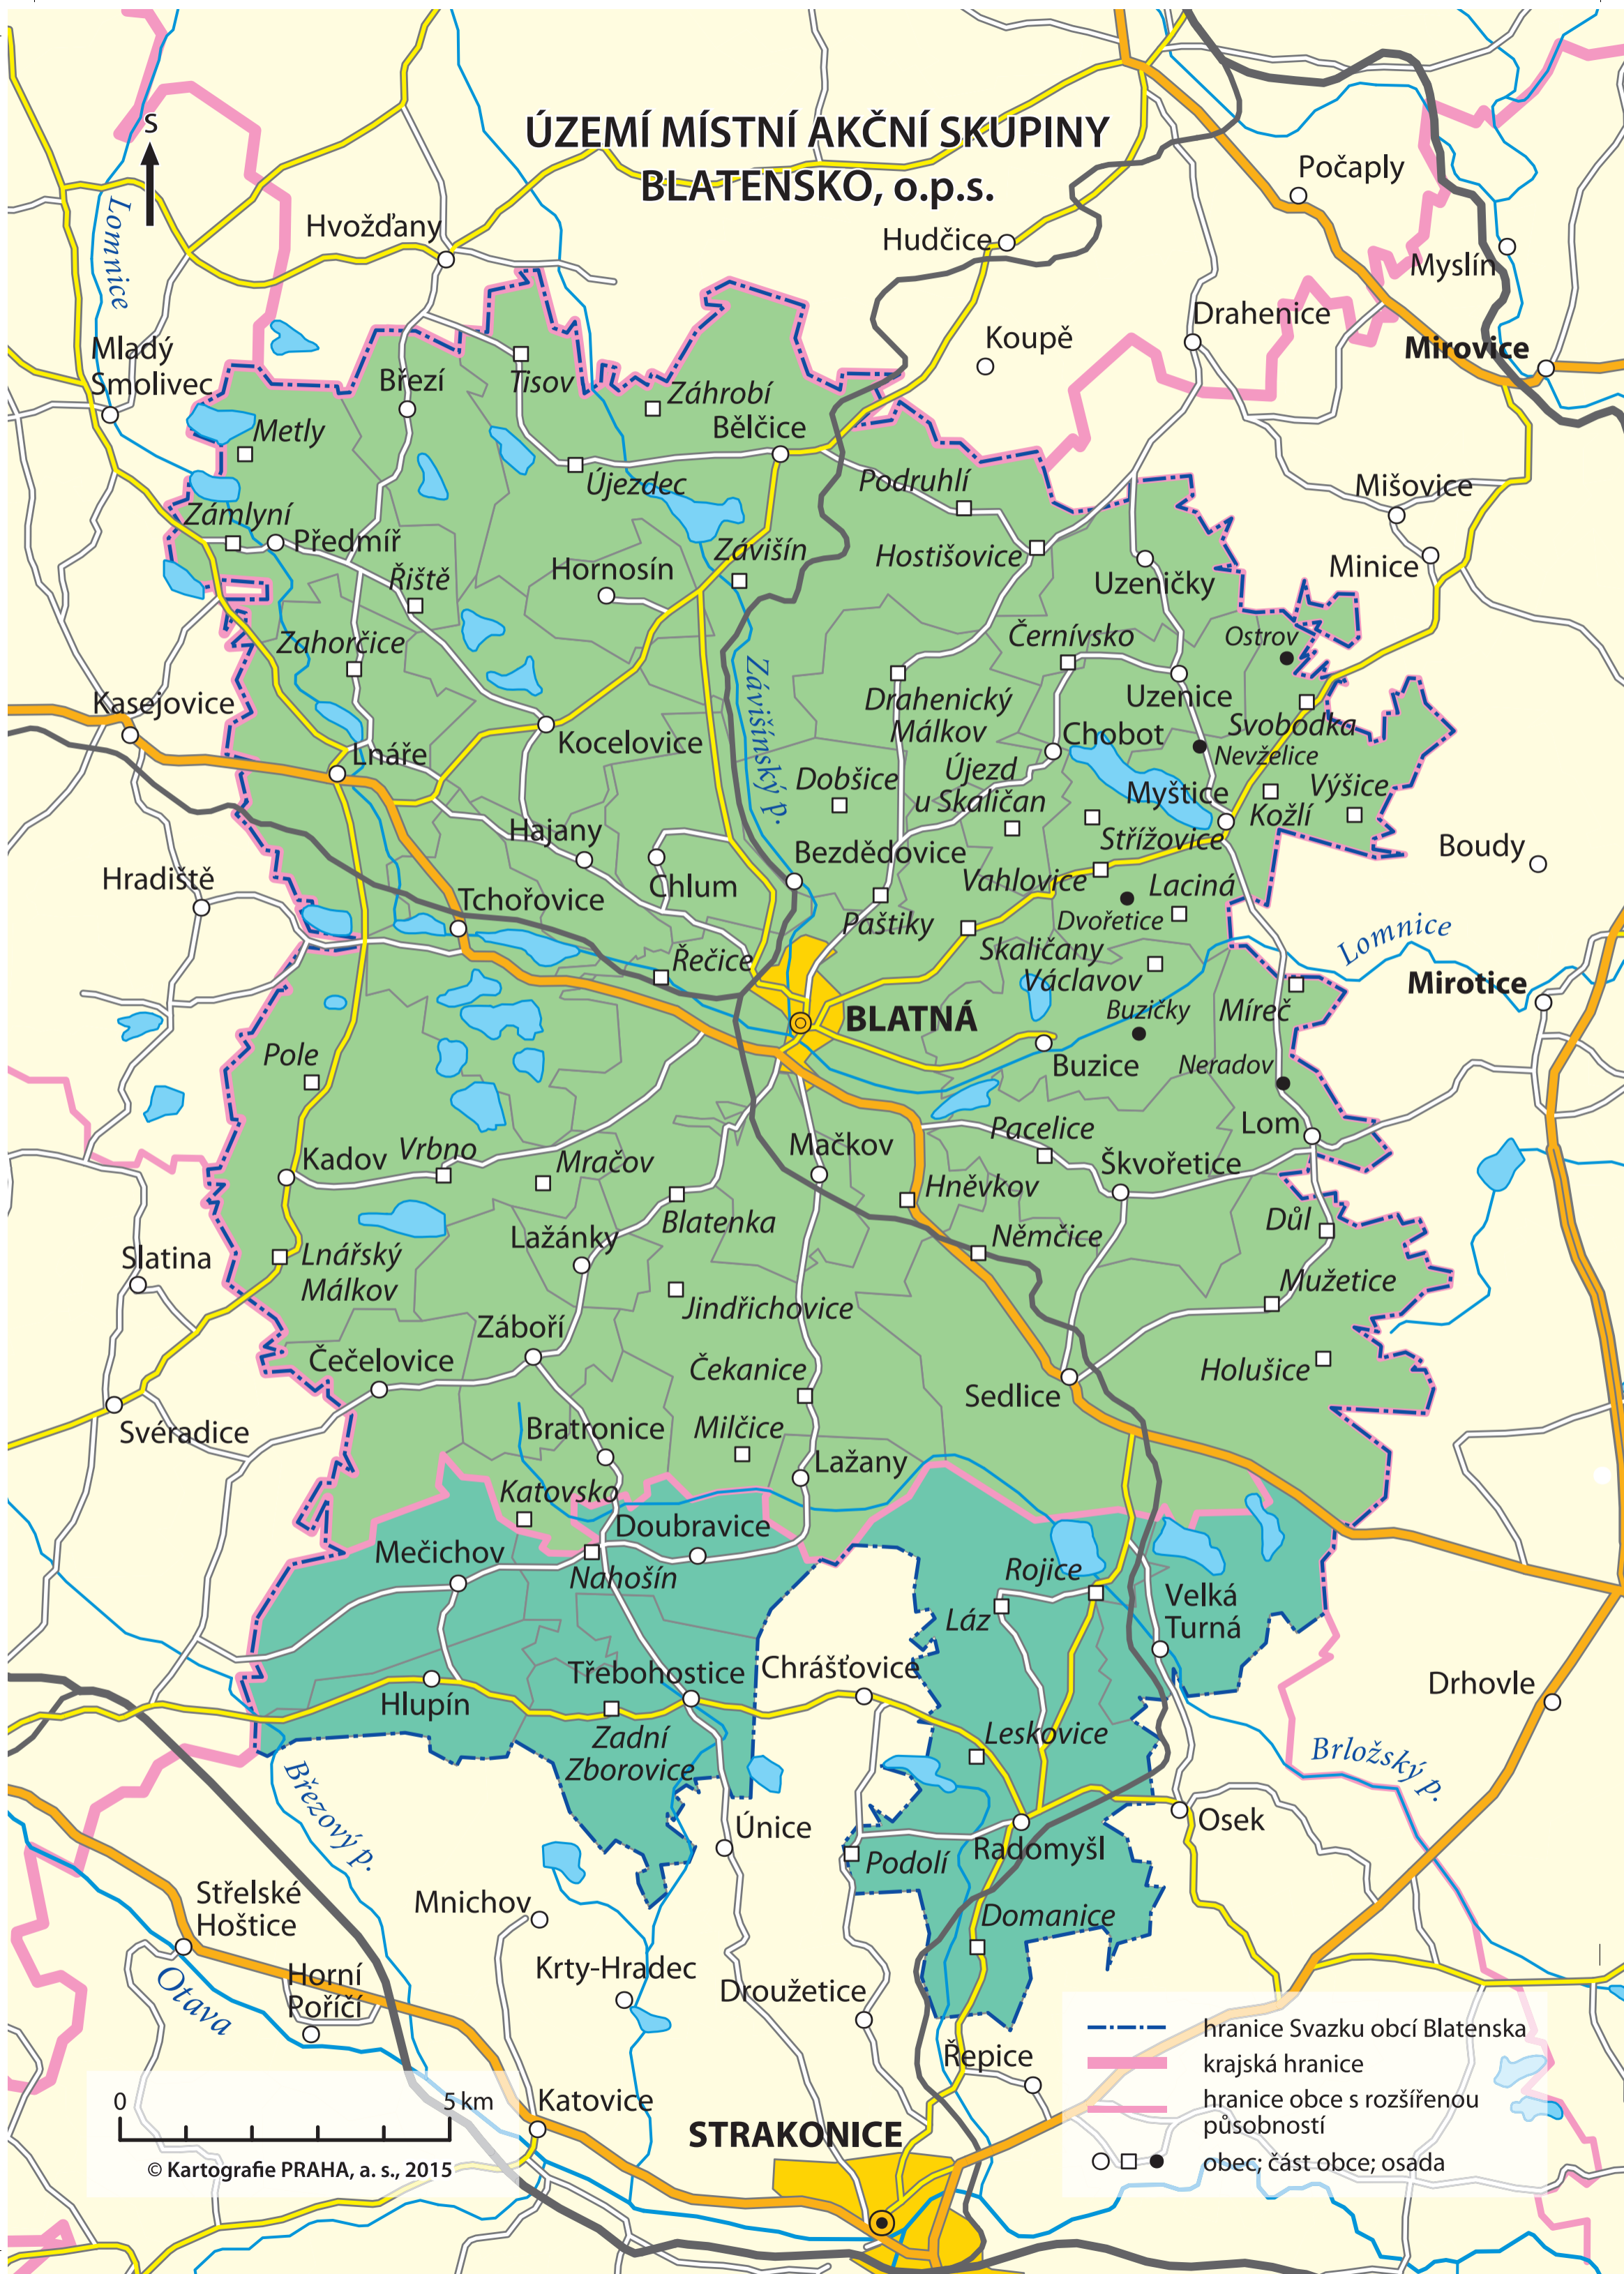 ÚZEMÍ MÍSTNÍ AKČNÍ SKUPINY
BLATENSKO, o.p.s.
S
Lomnice
Hvožďany
Hudčice
Počaply
Myslín
Mladý
Smolivec
Březí
Tisov
Záhrobí
Koupě
Drahenice
Mirovice
Metly
Bělčice
Újezdec
Podruhlí
Mišovice
Zámlyní
Předmíř
Řiště
Hornosín
Závišín
Hostišovice
Uzeničky
Minice
Zahorčice
Černívsko
Ostrov
Kasejovice
Lnáře
Kocelovice
Závišínský p.
Drahenický
Málkov
Uzenice
Svobodka
Chobot
Nevželice
Dobšice
Újezd
u Skaličan
Myštice
Kožlí
Výšice
Hajany
Střížovice
Boudy
Hradiště
Tchořovice
Chlum
Bezdědovice
Vahlovice
Laciná
Paštiky
Dvořetice
Lomnice
Řečice
Skaličany
Václavov
Mirotice
BLATNÁ
Buzičky
Míreč
Pole
Buzice
Neradov
Kadov
Vrbno
Mračov
Mačkov
Pacelice
Lom
Škvořetice
Hněvkov
Blatenka
Němčice
Důl
Slatina
Lnářský
Málkov
Lažánky
Jindřichovice
Mužetice
Záboří
Čečelovice
Čekanice
Sedlice
Holušice
Svéradice
Bratronice
Milčice
Lažany
Katovsko
Doubravice
Mečichov
Nahošín
Rojice
Láz
Velká
Turná
Hlupín
Třebohostice
Chrášťovice
Drhovle
Zadní
Zborovice
Leskovice
Brložský p.
Březový p.
Únice
Radomyšl
Osek
Podolí
Střelské
Hoštice
Mnichov
Domanice
Otava
Horní
Poříčí
Krty-Hradec
Droužetice
Řepice
Katovice
STRAKONICE
0
5 km
© Kartografie PRAHA, a. s., 2015
hranice Svazku obcí Blatenska
krajská hranice
hranice obce s rozšířenou
působností
obec; část obce; osada